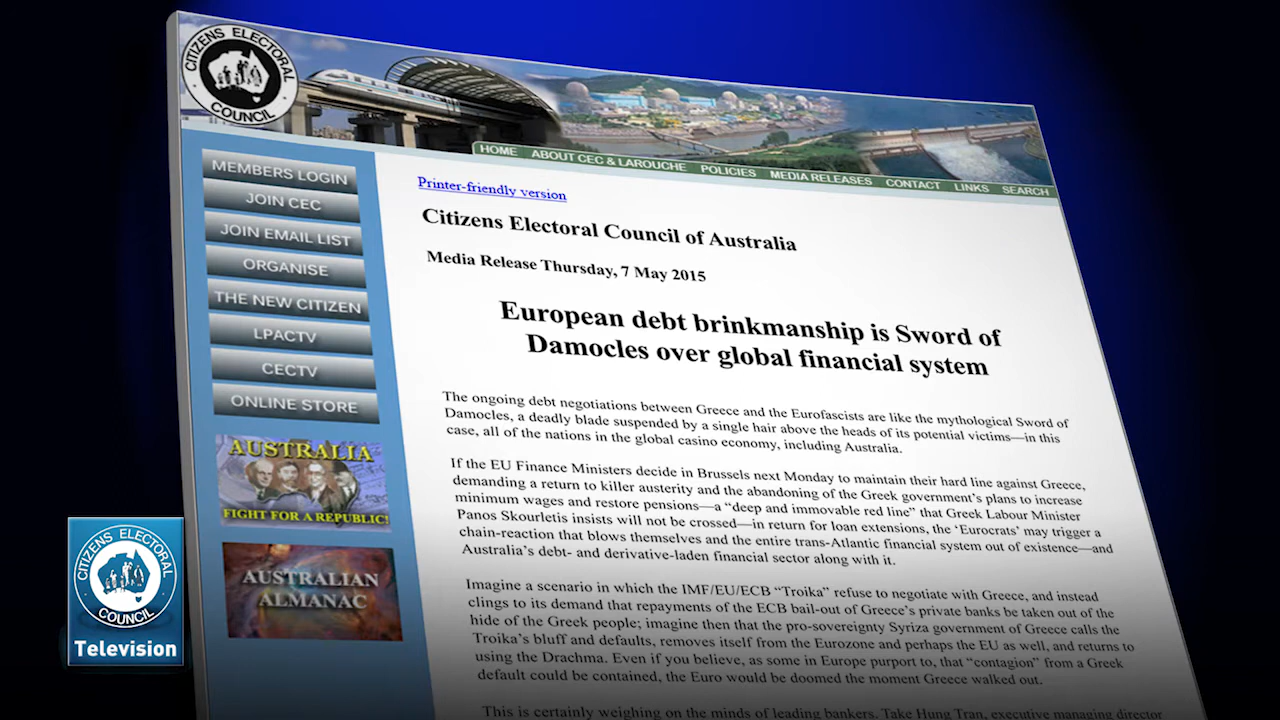 CITIZENS ELECTORAL
COUNCIL
HOME ABOUT CEC & LAROUCHE POLICIES MEDIA RELEASES CONTACT LINKS SEARCH
MEMBERS LOGIN
JOIN CEC
JOIN EMAIL LIST
ORGANISE
THE NEW CITIZEN
LPACTV
CECTV
ONLINE STORE
AUSTRALIA
FIGHT FOR A REPUBLIC!
AUSTRALIAN
ALMANAC
Printer-friendly version
Citizens Electoral Council of Australia
Media Release Thursday, 7 May 2015
European debt brinkmanship is Sword of
Damocles over global financial system
The ongoing debt negotiations between Greece and the Eurofascists are like the mythological Sword of
Damocles, a deadly blade suspended by a single hair above the heads of its potential victims—in this
case, all of the nations in the global casino economy, including Australia.
If the EU Finance Ministers decide in Brussels next Monday to maintain their hard line against Greece,
demanding a return to killer austerity and the abandoning of the Greek government's plans to increase
minimum wages and restore pensions—a “deep and immovable red line” that Greek Labour Minister
Panos Skourletis insists will not be crossed—in return for loan extensions, the ‘Eurocrats’ may trigger a
chain-reaction that blows themselves and the entire trans-Atlantic financial system out of existence—and
Australia's debt- and derivative-laden financial sector along with it.
Imagine a scenario in which the IMF/EU/ECB “Troika” refuse to negotiate with Greece, and instead
clings to its demand that repayments of the ECB bail-out of Greece's private banks be taken out of the
hide of the Greek people; imagine then that the pro-sovereignty Syriza government of Greece calls the
Troika's bluff and defaults, removes itself from the Eurozone and perhaps the EU as well, and returns to
using the Drachma. Even if you believe, as some in Europe purport to, that “contagion” from a Greek
default could be contained, the Euro would be doomed the moment Greece walked out.
This is certainly weighing on the minds of leading bankers. Take Hung Tran, executive managing director
CITIZENS ELECTORAL
COUNCIL
Television